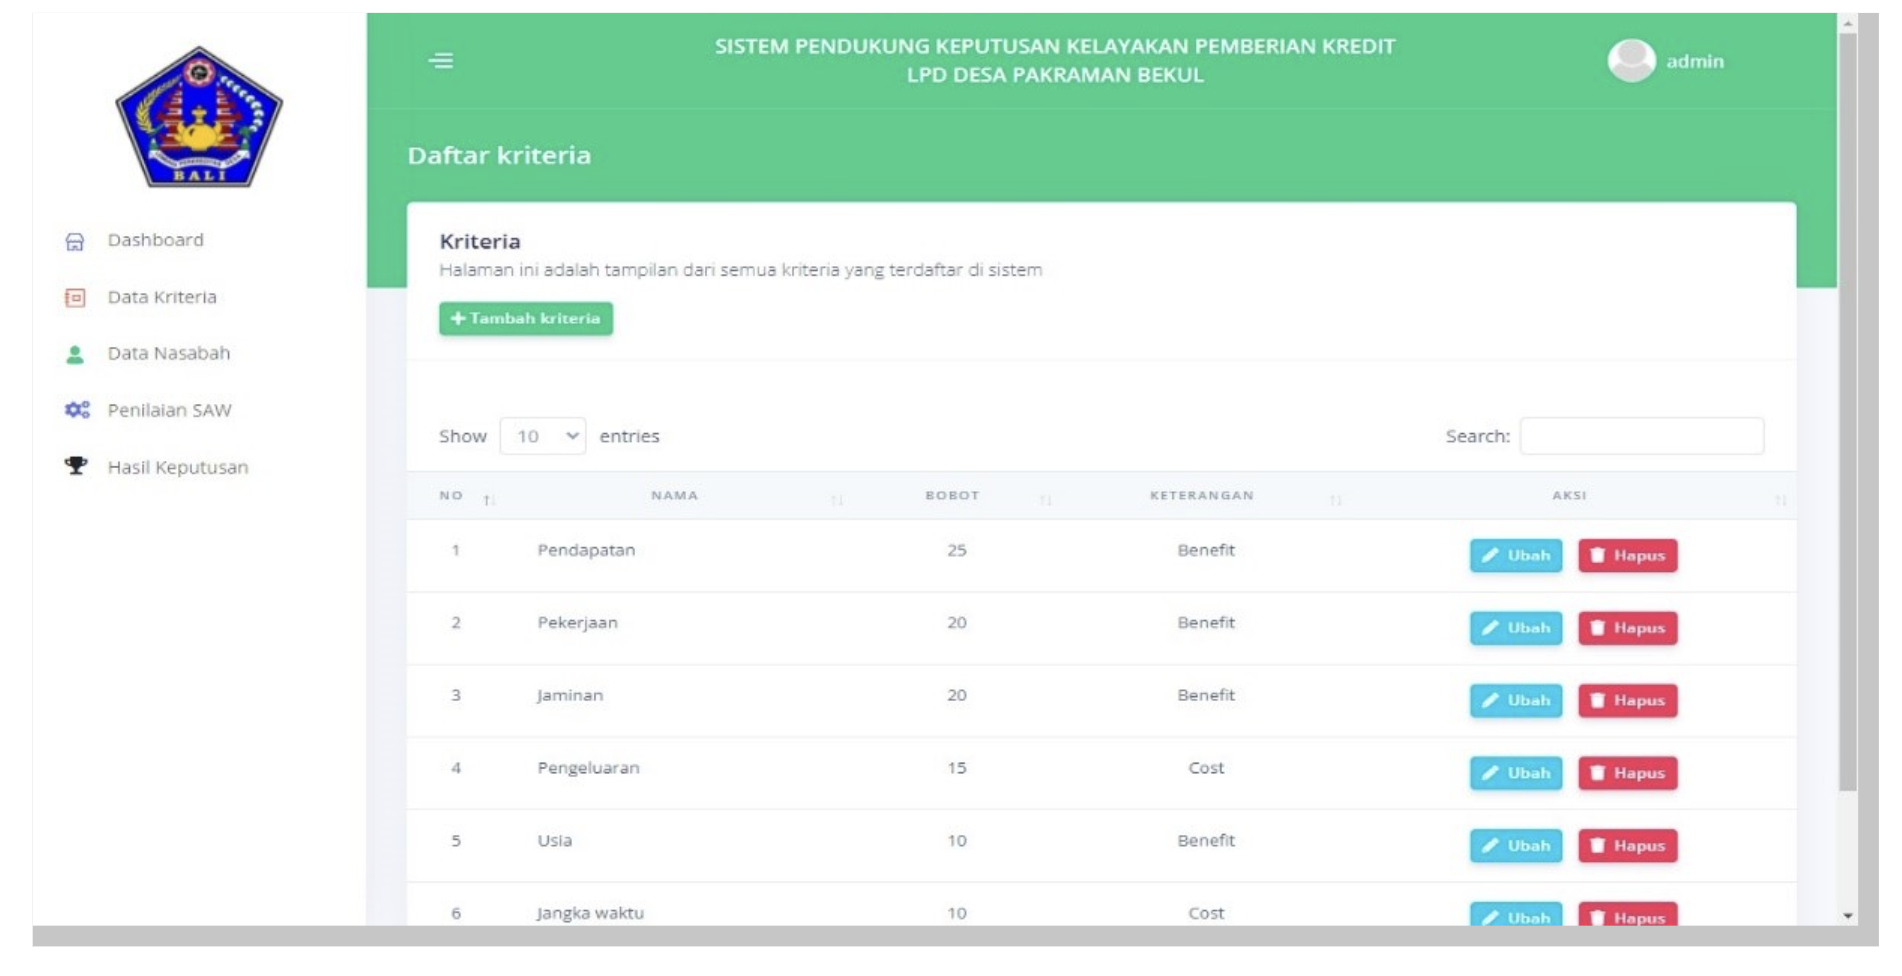 SISTEM PENDUKUNG KEPUTUSAN KELAYAKAN PEMBERIAN KREDIT
LPD DESA PAKRAMAN BEKUL
admin
BALI
Dashboard
Data Kriteria
Data Nasabah
Penilaian SAW
Hasil Keputusan
Daftar kriteria
Kriteria
Halaman ini adalah tampilan dari semua kriteria yang terdaftar di sistem
+ Tambah kriteria
Show 10 entries Search:
NO NAMA BOBOT KETERANGAN AKSI
1 Pendapatan 25 Benefit Ubah Hapus
2 Pekerjaan 20 Benefit Ubah Hapus
3 Jaminan 20 Benefit Ubah Hapus
4 Pengeluaran 15 Cost Ubah Hapus
5 Usia 10 Benefit Ubah Hapus
6 Jangka waktu 10 Cost Ubah Hapus